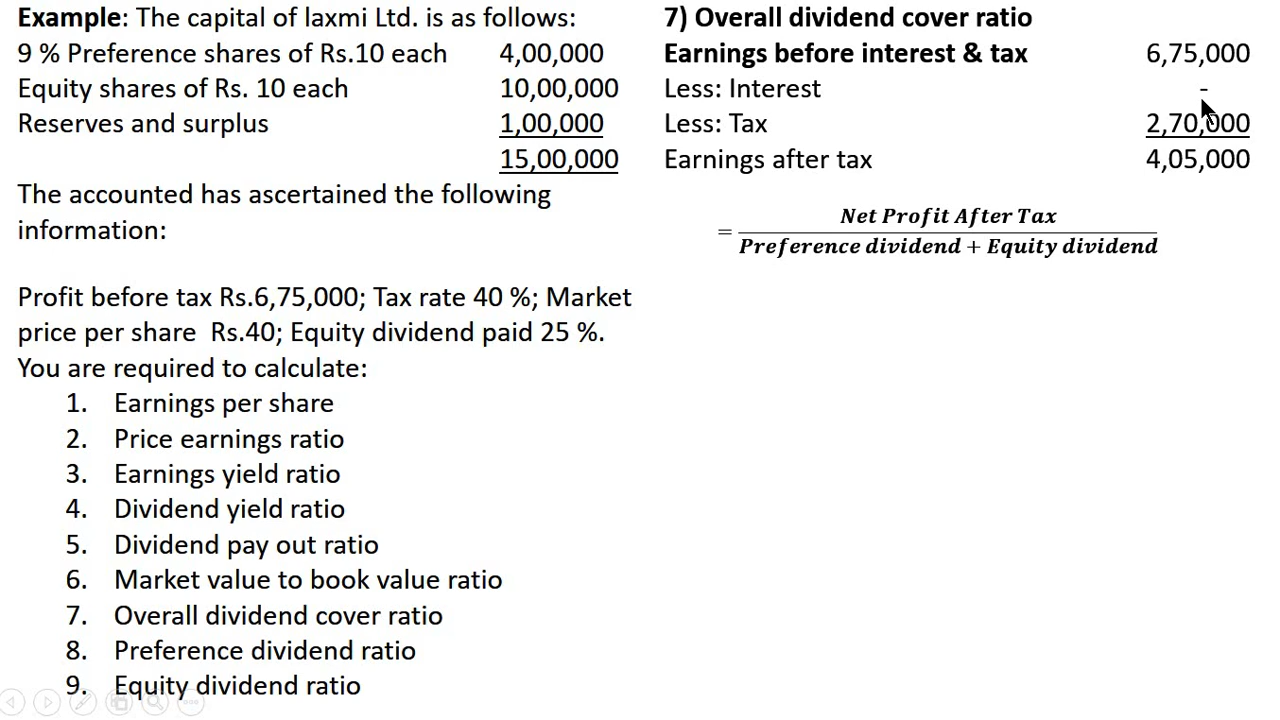 Example: The capital of laxmi Ltd. is as follows:
9 % Preference shares of Rs.10 each 4,00,000
Equity shares of Rs. 10 each 10,00,000
Reserves and surplus 1,00,000
15,00,000
The accounted has ascertained the following
information:
Profit before tax Rs.6,75,000; Tax rate 40 %; Market
price per share Rs.40; Equity dividend paid 25 %.
You are required to calculate:
1. Earnings per share
2. Price earnings ratio
3. Earnings yield ratio
4. Dividend yield ratio
5. Dividend pay out ratio
6. Market value to book value ratio
7. Overall dividend cover ratio
8. Preference dividend ratio
9. Equity dividend ratio
7) Overall dividend cover ratio
Earnings before interest & tax 6,75,000
Less: Interest -
Less: Tax 2,70,000
Earnings after tax 4,05,000
Net Profit After Tax
=
Preference dividend + Equity dividend